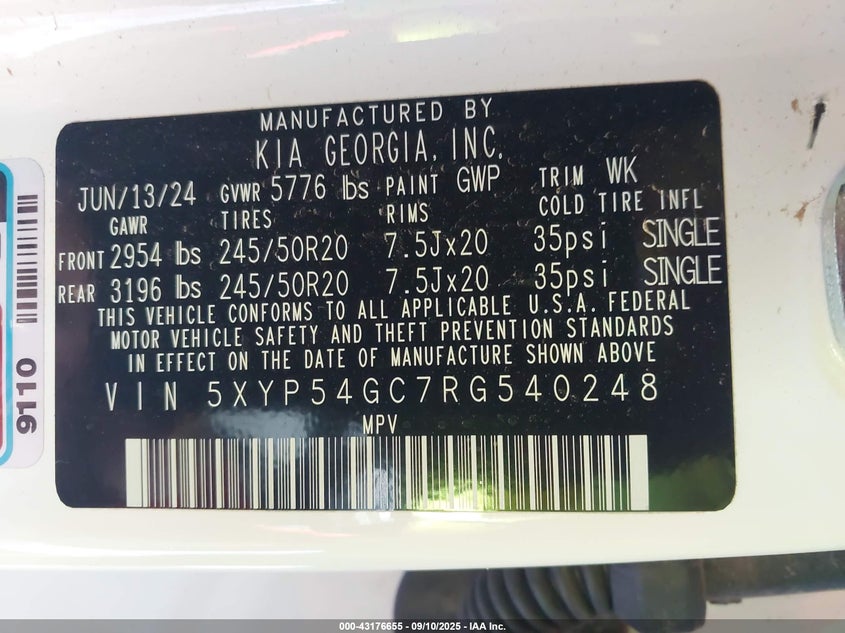 MANUFACTURED BY
KIA GEORGIA, INC.
JUN/13/24 GVWR 5776 lbs PAINT GWP TRIM WK
GAWR TIRES RIMS COLD TIRE INFL
FRONT 2954 lbs 245/50R20 7.5Jx20 35psi SINGLE
REAR 3196 lbs 245/50R20 7.5Jx20 35psi SINGLE
THIS VEHICLE CONFORMS TO ALL APPLICABLE U.S.A. FEDERAL
MOTOR VEHICLE SAFETY AND THEFT PREVENTION STANDARDS
IN EFFECT ON THE DATE OF MANUFACTURE SHOWN ABOVE
VIN 5XYP54GC7RG540248
MPV
9110
000-43176655 - 09/10/2025 - IAA Inc.